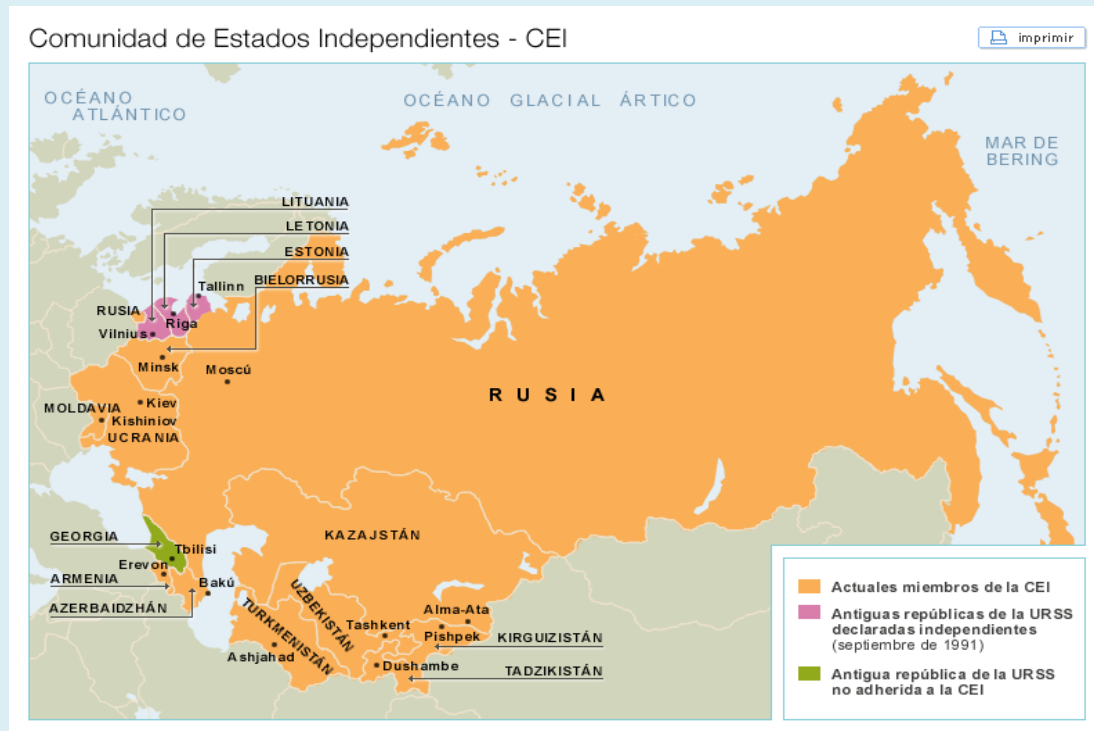 Comunidad de Estados Independientes - CEI
imprimir
OCÉANO
ATLÁNTICO
OCÉANO GLACIAL ÁRTICO
MAR DE
BERING
LITUANIA
LETONIA
ESTONIA
BIELORRUSIA
Tallinn
RUSIA
Riga
Vilnius
Minsk
Moscú
RUSIA
MOLDAVIA
Kiev
Kishiniov
UCRANIA
GEORGIA
Tbilisi
Erevon
ARMENIA
Bakú
AZERBAIDZHÁN
KAZAJSTÁN
UZBEKISTÁN
TURKMENISTÁN
Alma-Ata
Tashkent
Pishpek
KIRGUIZISTÁN
Ashjahad
Dushambe
TADZIKISTÁN
Actuales miembros de la CEI
Antiguas repúblicas de la URSS
declaradas independientes
(septiembre de 1991)
Antigua república de la URSS
no adherida a la CEI